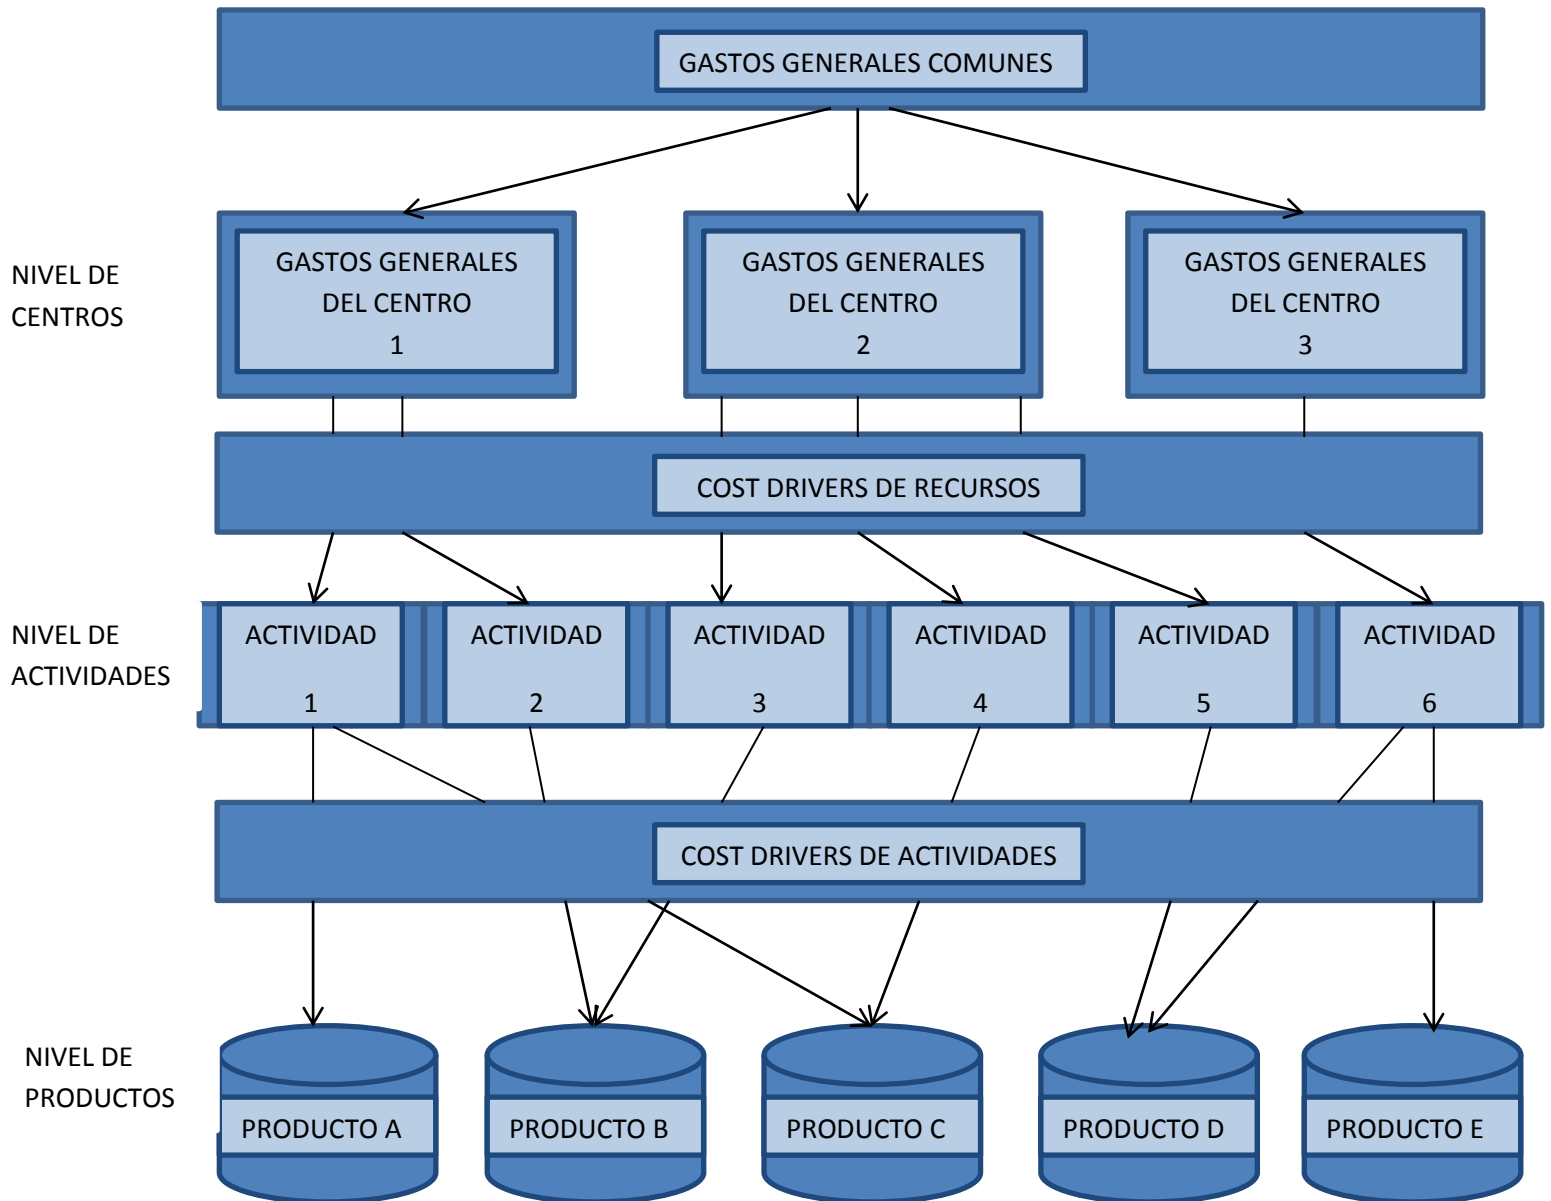 GASTOS GENERALES COMUNES
NIVEL DE
CENTROS
GASTOS GENERALES
DEL CENTRO
1
GASTOS GENERALES
DEL CENTRO
2
GASTOS GENERALES
DEL CENTRO
3
COST DRIVERS DE RECURSOS
NIVEL DE
ACTIVIDADES
ACTIVIDAD
1
ACTIVIDAD
2
ACTIVIDAD
3
ACTIVIDAD
4
ACTIVIDAD
5
ACTIVIDAD
6
COST DRIVERS DE ACTIVIDADES
NIVEL DE
PRODUCTOS
PRODUCTO A
PRODUCTO B
PRODUCTO C
PRODUCTO D
PRODUCTO E